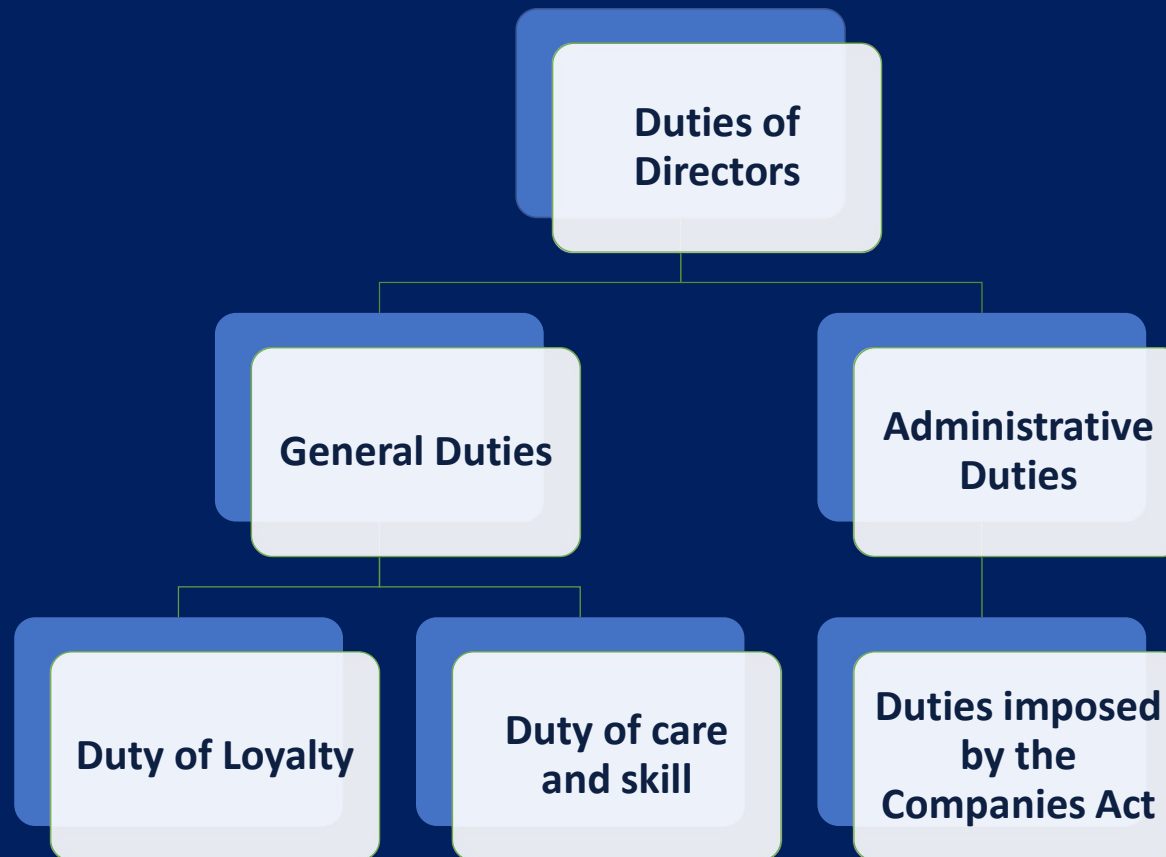 Duties of
Directors
General Duties
Administrative
Duties
Duty of Loyalty
Duty of care
and skill
Duties imposed
by the
Companies Act